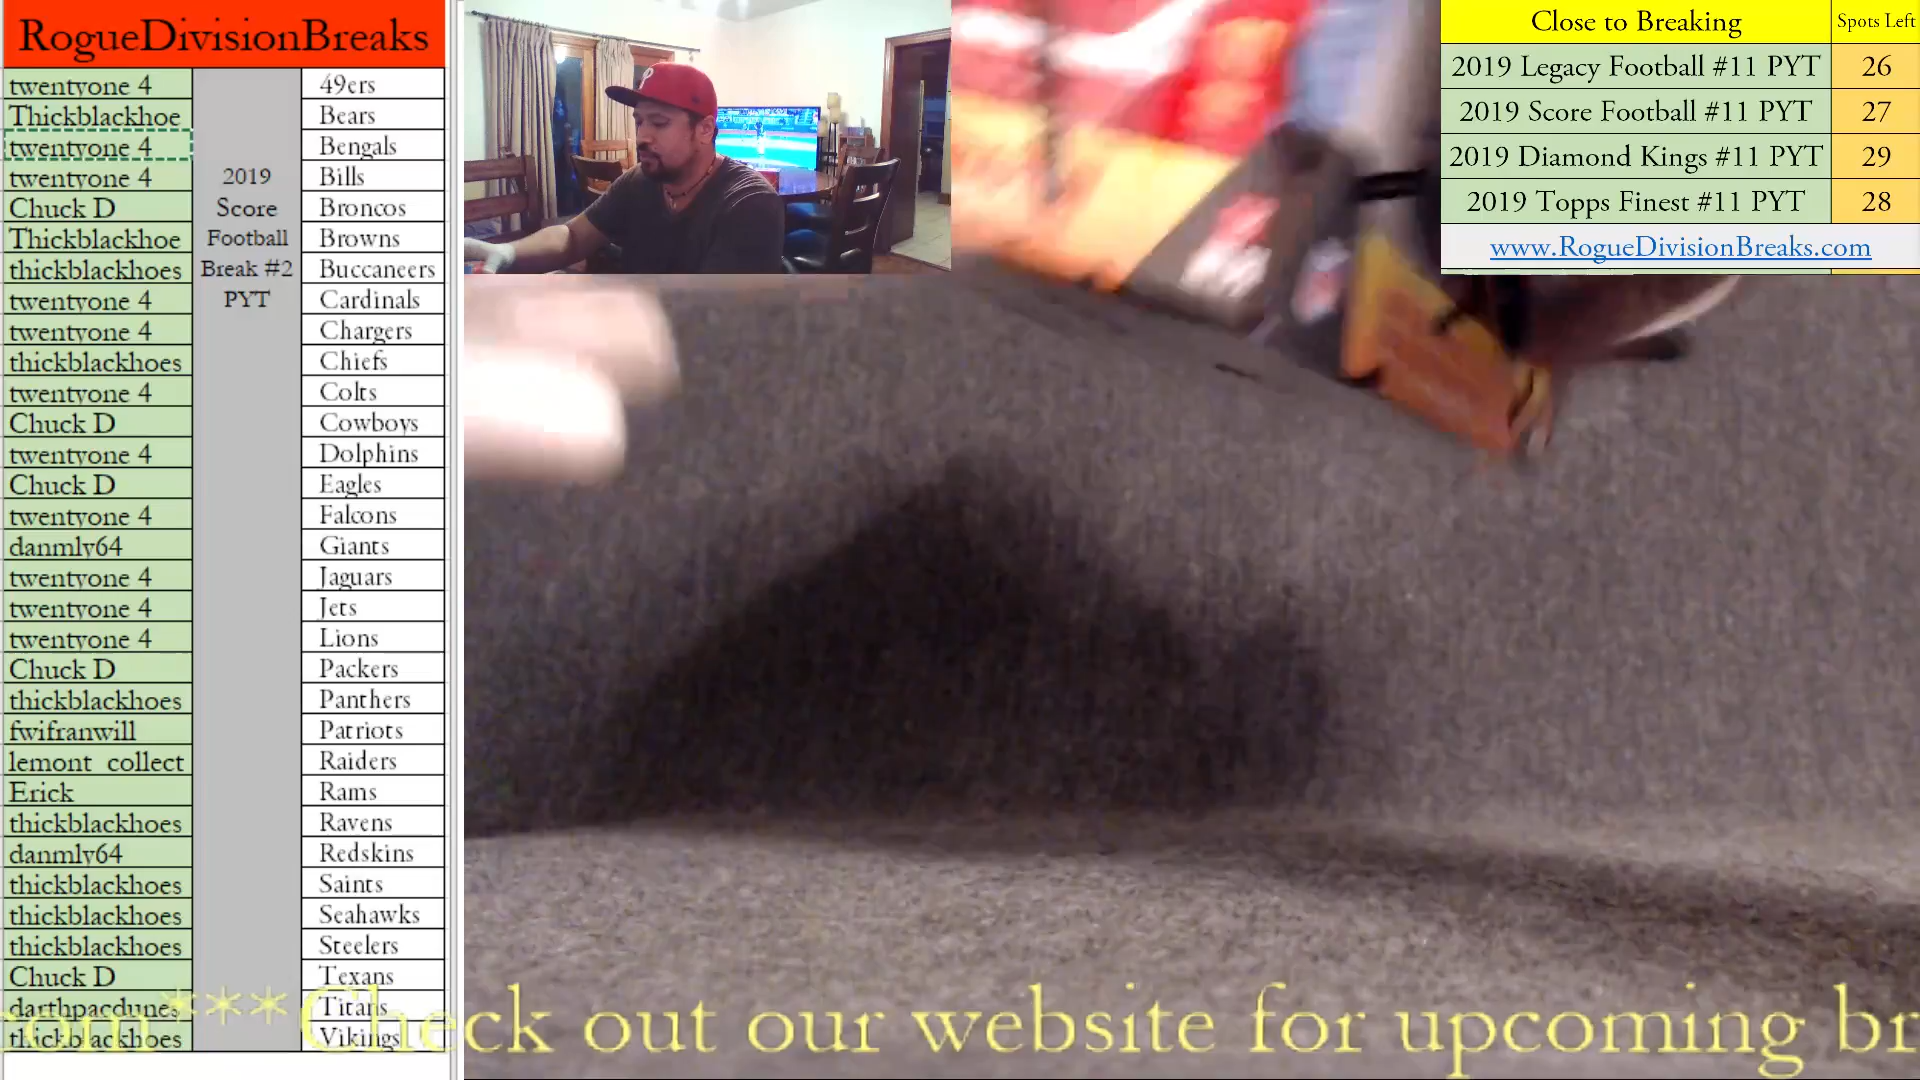 RogueDivisionBreaks
twentyone 4 49ers
Thickblackhoe Bears
twentyone 4 Bengals
twentyone 4 2019 Bills
Chuck D Score Broncos
Thickblackhoe Football Browns
thickblackhoes Break #2 Buccaneers
twentyone 4 PYT Cardinals
twentyone 4 Chargers
thickblackhoes Chiefs
twentyone 4 Colts
Chuck D Cowboys
twentyone 4 Dolphins
Chuck D Eagles
twentyone 4 Falcons
danmly64 Giants
twentyone 4 Jaguars
twentyone 4 Jets
twentyone 4 Lions
Chuck D Packers
thickblackhoes Panthers
fwifranwill Patriots
lemont collect Raiders
Erick Rams
thickblackhoes Ravens
danmly64 Redskins
thickblackhoes Saints
thickblackhoes Seahawks
thickblackhoes Steelers
Chuck D Texans
darthpacdunes Titans
thickblackhoes Vikings
Close to Breaking Spots Left
2019 Legacy Football #11 PYT 26
2019 Score Football #11 PYT 27
2019 Diamond Kings #11 PYT 29
2019 Topps Finest #11 PYT 28
www.RogueDivisionBreaks.com
om***Check out our website for upcoming br